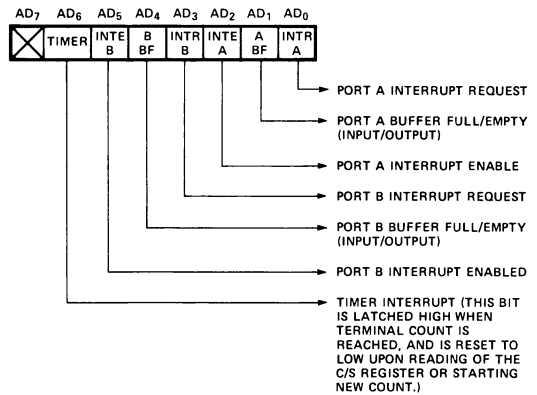 AD7 AD6 AD5 AD4 AD3 AD2 AD1 AD0
TIMER INTE B B BF INTR B INTE A A BF INTR A
PORT A INTERRUPT REQUEST
PORT A BUFFER FULL/EMPTY
(INPUT/OUTPUT)
PORT A INTERRUPT ENABLE
PORT B INTERRUPT REQUEST
PORT B BUFFER FULL/EMPTY
(INPUT/OUTPUT)
PORT B INTERRUPT ENABLED
TIMER INTERRUPT (THIS BIT
IS LATCHED HIGH WHEN
TERMINAL COUNT IS
REACHED, AND IS RESET TO
LOW UPON READING OF THE
C/S REGISTER OR STARTING
NEW COUNT.)